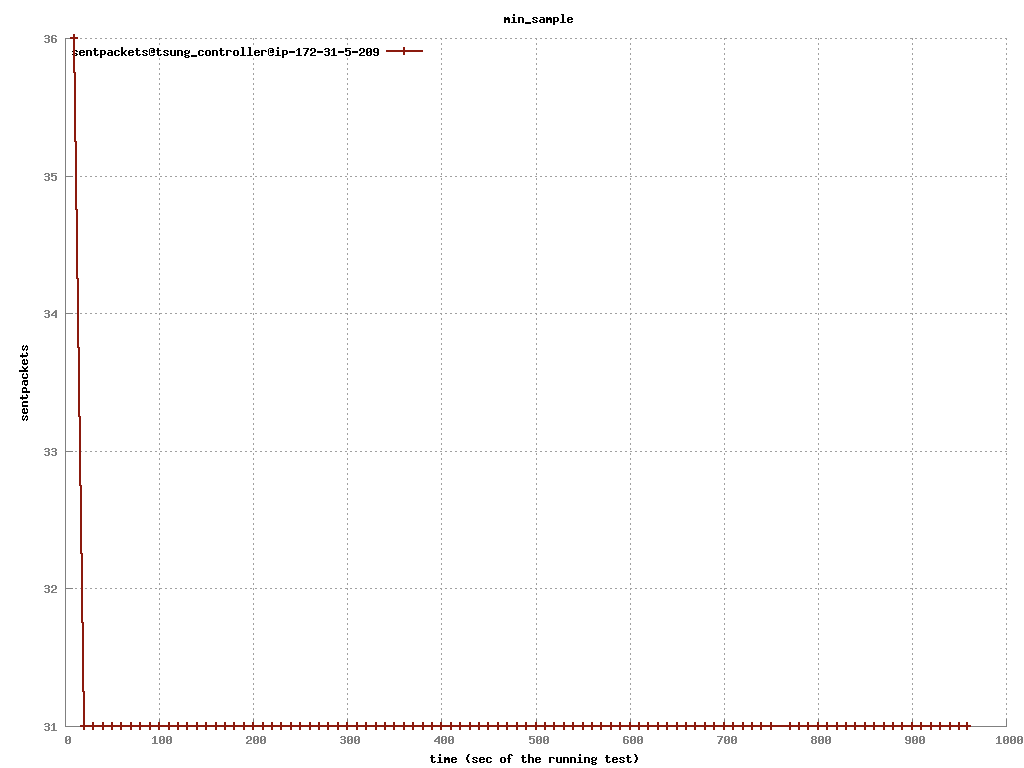 min_sample
sentpackets@tsung_controller@ip-172-31-5-209
36
35
34
33
32
31
sentpackets
0 100 200 300 400 500 600 700 800 900 1000
time (sec of the running test)